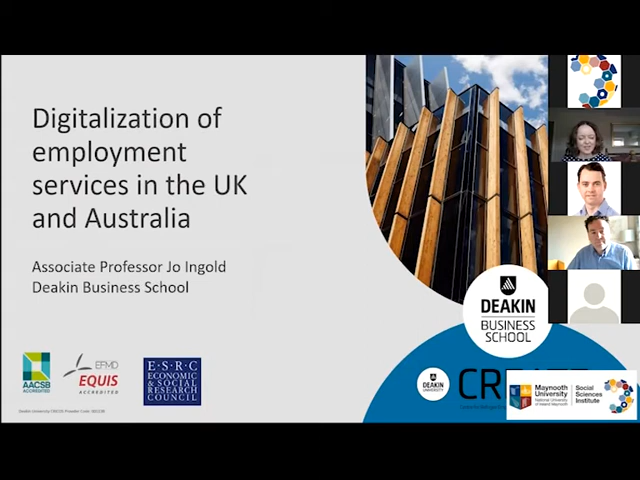 Digitalization of
employment
services in the UK
and Australia
Associate Professor Jo Ingold
Deakin Business School
AACSB
ACCREDITED
EFMD
EQUIS
ACCREDITED
E·S·R·C
ECONOMIC
& SOCIAL
RESEARCH
COUNCIL
DEAKIN
BUSINESS
SCHOOL
DEAKIN
UNIVERSITY
Maynooth
University
National University
of Ireland Maynooth
Social
Sciences
Institute